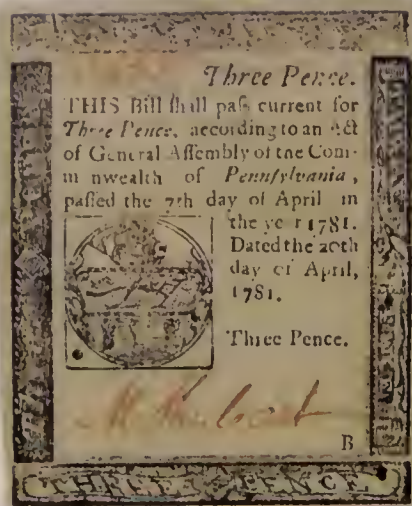 Three Pence.
THIS Bill ſhall paſs current for
Three Pence, according to an Act
of General Aſſembly of the Com-
m nwealth of Pennſylvania,
paſſed the 7th day of April in
the ye r 1781.
Dated the 20th
day of April,
1781.
Three Pence.
B
THREE PENCE